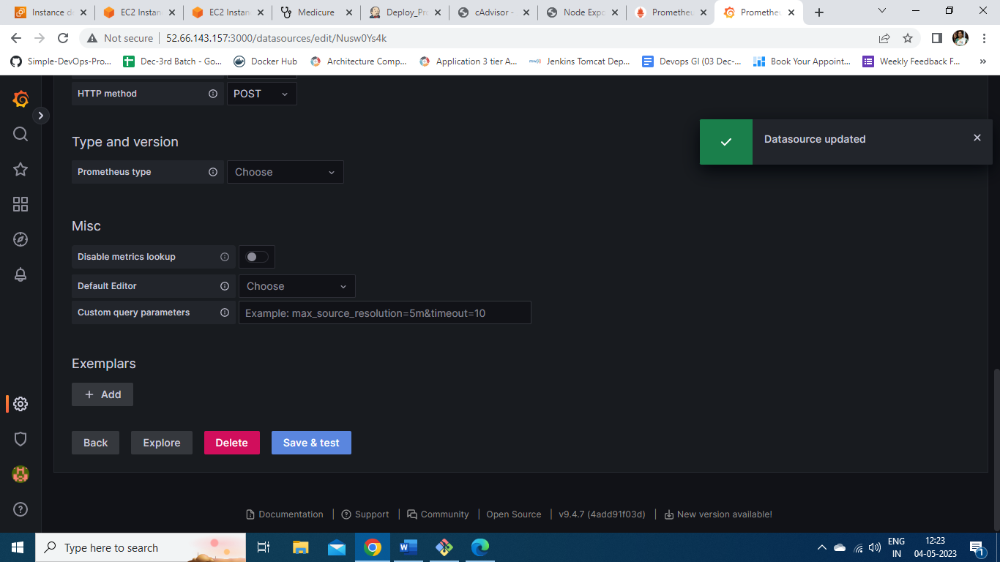 Instance de
EC2 Instan
EC2 Instan
Medicure
Deploy_Pro
cAdvisor -
Node Expo
Prometheu
Prometheu
Not secure
52.66.143.157:3000/datasources/edit/Nusw0Ys4k
Simple-DevOps-Pro...
Dec-3rd Batch - Go...
Docker Hub
Architecture Comp...
Application 3 tier A...
Jenkins Tomcat Dep...
Devops GI (03 Dec-...
Book Your Appoint...
Weekly Feedback F...
»
HTTP method
POST
Datasource updated
Type and version
Prometheus type
Choose
Misc
Disable metrics lookup
Default Editor
Choose
Custom query parameters
Example: max_source_resolution=5m&timeout=10
Exemplars
+ Add
Back
Explore
Delete
Save & test
Documentation
Support
Community
Open Source
v9.4.7 (4add91f03d)
New version available!
Type here to search
ENG
IN
12:23
04-05-2023
1